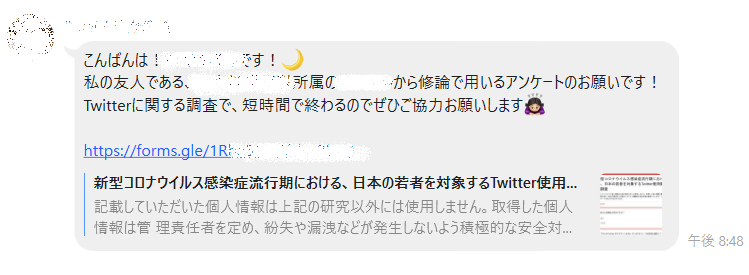 こんばんは！です！🌙
私の友人である、所属のから修論で用いるアンケートのお願いです！
Twitterに関する調査で、短時間で終わるのでぜひご協力お願いします🙇🏻‍♀️
https://forms.gle/1R
新型コロナウイルス感染症流行期における、日本の若者を対象するTwitter使用...
記載していただいた個人情報は上記の研究以外には使用しません。取得した個人
情報は管 理責任者を定め、紛失や漏洩などが発生しないよう積極的な安全対...
午後 8:48